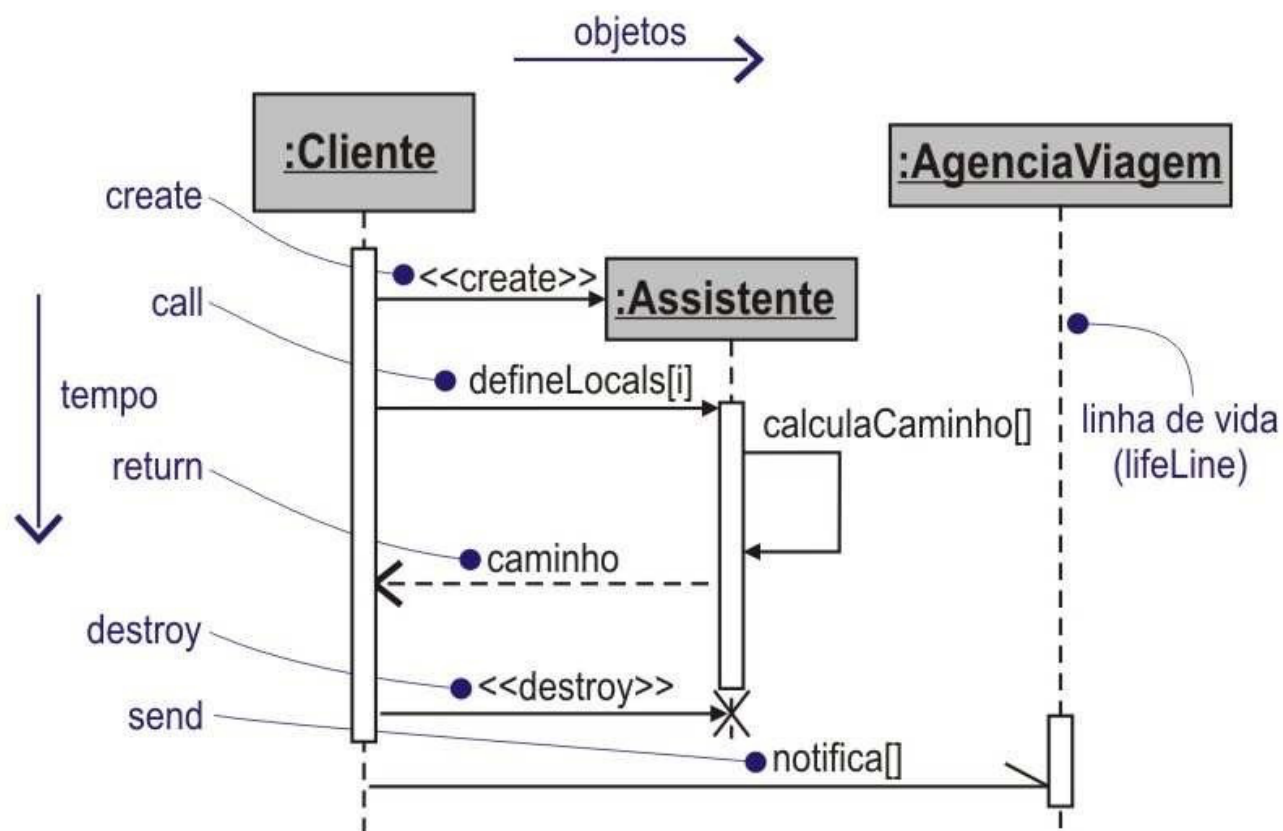 objetos
:Cliente
:AgenciaViagem
create
<<create>>
:Assistente
call
defineLocals[i]
tempo
calculaCaminho[]
linha de vida
(lifeLine)
return
caminho
destroy
<<destroy>>
send
notifica[]